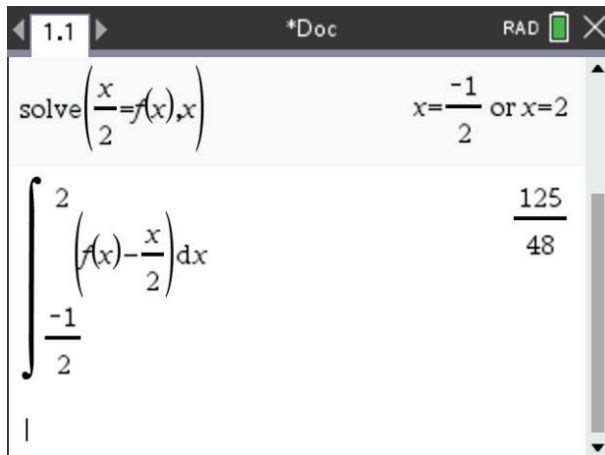 1.1 *Doc RAD
solve(x/2=f(x),x) x=-1/2 or x=2
∫_{-1/2}^{2} (f(x)-x/2)dx 125/48